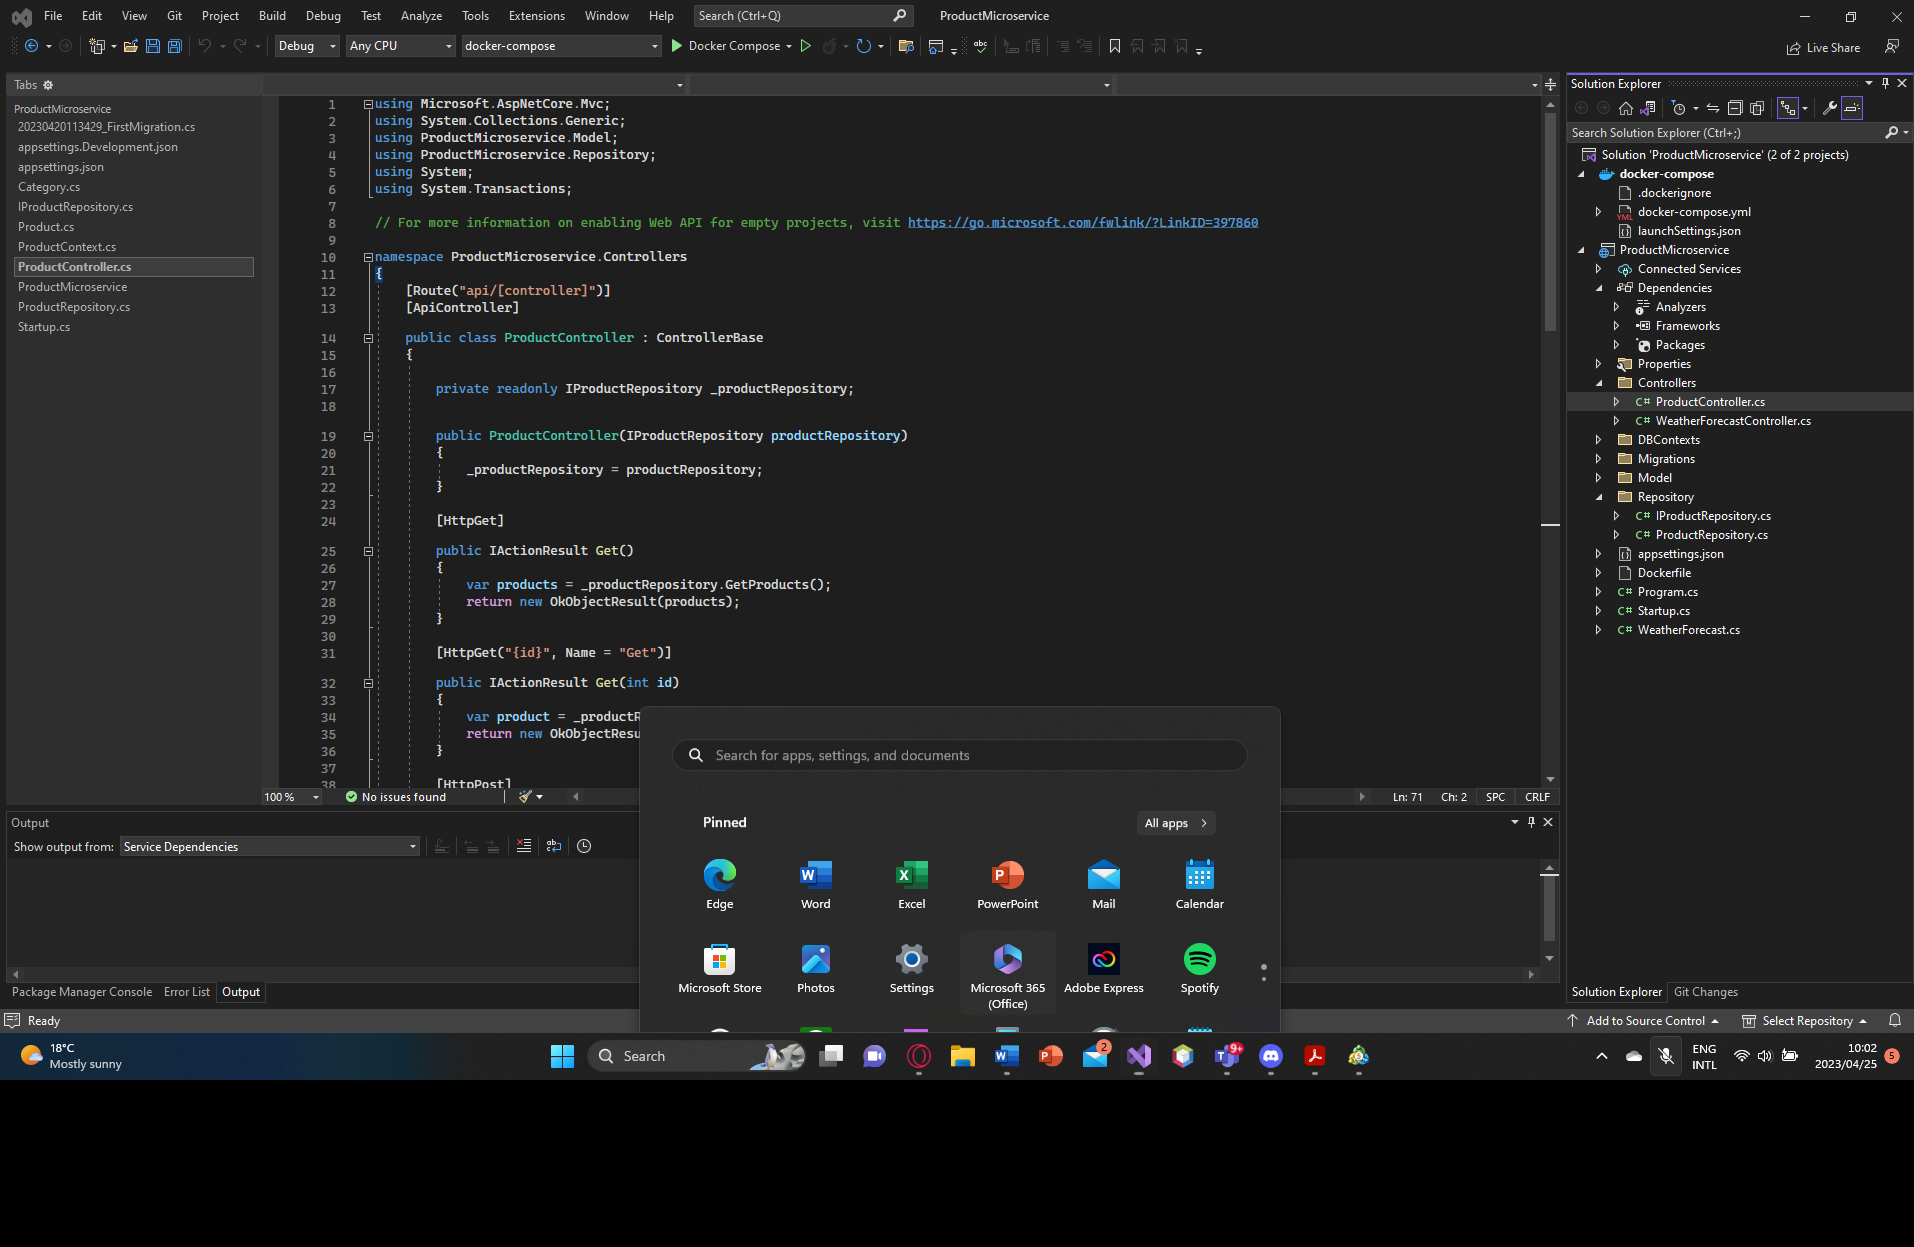 File Edit View Git Project Build Debug Test Analyze Tools Extensions Window Help Search (Ctrl+Q) ProductMicroservice
Debug Any CPU docker-compose Docker Compose Live Share
Tabs
ProductMicroservice
20230420113429_FirstMigration.cs
appsettings.Development.json
appsettings.json
Category.cs
IProductRepository.cs
Product.cs
ProductContext.cs
ProductController.cs
ProductMicroservice
ProductRepository.cs
Startup.cs
1 using Microsoft.AspNetCore.Mvc;
2 using System.Collections.Generic;
3 using ProductMicroservice.Model;
4 using ProductMicroservice.Repository;
5 using System;
6 using System.Transactions;
7
8 // For more information on enabling Web API for empty projects, visit https://go.microsoft.com/fwlink/?LinkID=397860
9
10 namespace ProductMicroservice.Controllers
11 {
12 [Route("api/[controller]")]
13 [ApiController]
14 public class ProductController : ControllerBase
15 {
16
17 private readonly IProductRepository _productRepository;
18
19 public ProductController(IProductRepository productRepository)
20 {
21 _productRepository = productRepository;
22 }
23
24 [HttpGet]
25 public IActionResult Get()
26 {
27 var products = _productRepository.GetProducts();
28 return new OkObjectResult(products);
29 }
30
31 [HttpGet("{id}", Name = "Get")]
32 public IActionResult Get(int id)
33 {
34 var product = _productR
35 return new OkObjectResu
36 }
37
38 [HttpPost]
100 % No issues found Ln: 71 Ch: 2 SPC CRLF
Output
Show output from: Service Dependencies
Package Manager Console Error List Output
Ready
Solution Explorer
Search Solution Explorer (Ctrl+;)
Solution 'ProductMicroservice' (2 of 2 projects)
docker-compose
.dockerignore
YML docker-compose.yml
launchSettings.json
ProductMicroservice
Connected Services
Dependencies
Analyzers
Frameworks
Packages
Properties
Controllers
C# ProductController.cs
C# WeatherForecastController.cs
DBContexts
Migrations
Model
Repository
C# IProductRepository.cs
C# ProductRepository.cs
appsettings.json
Dockerfile
C# Program.cs
C# Startup.cs
C# WeatherForecast.cs
Solution Explorer Git Changes
Add to Source Control Select Repository
Search for apps, settings, and documents
Pinned All apps
Edge Word Excel PowerPoint Mail Calendar
Microsoft Store Photos Settings Microsoft 365 (Office) Adobe Express Spotify
18°C
Mostly sunny
Search
2
9+
ENG
INTL
10:02
2023/04/25
5